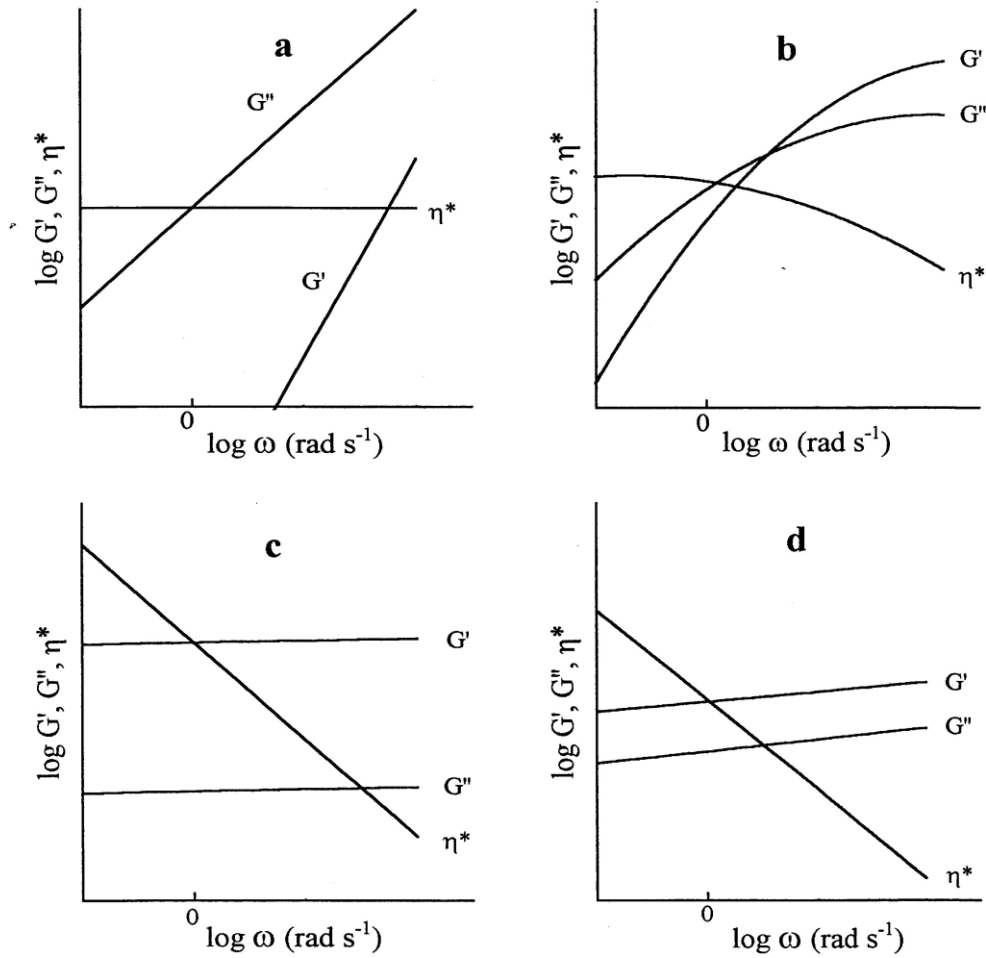 a
G"
η*
G'
log G', G", η*
0
log ω (rad s⁻¹)
b
G'
G"
η*
log G', G", η*
0
log ω (rad s⁻¹)
c
G'
G"
η*
log G', G", η*
0
log ω (rad s⁻¹)
d
G'
G"
η*
log G', G", η*
0
log ω (rad s⁻¹)